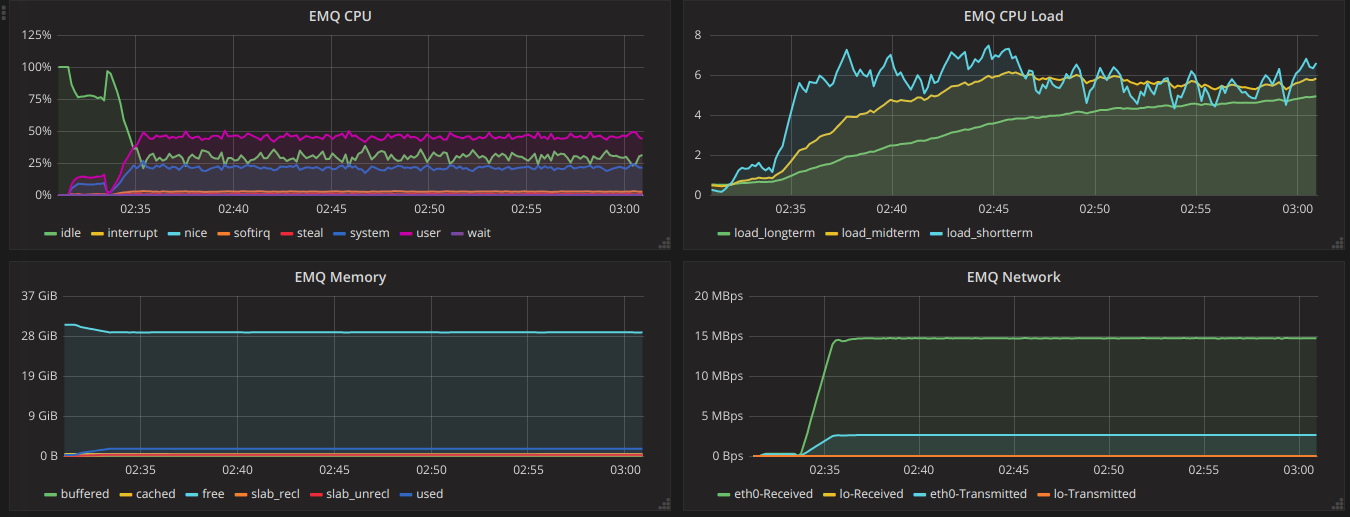 EMQ CPU
125%
100%
75%
50%
25%
0%
02:35 02:40 02:45 02:50 02:55 03:00
idle interrupt nice softirq steal system user wait
EMQ CPU Load
8
6
4
2
0
02:35 02:40 02:45 02:50 02:55 03:00
load_longterm load_midterm load_shortterm
EMQ Memory
37 GiB
28 GiB
19 GiB
9 GiB
0 B
02:35 02:40 02:45 02:50 02:55 03:00
buffered cached free slab_recl slab_unrecl used
EMQ Network
20 MBps
15 MBps
10 MBps
5 MBps
0 Bps
02:35 02:40 02:45 02:50 02:55 03:00
eth0-Received lo-Received eth0-Transmitted lo-Transmitted